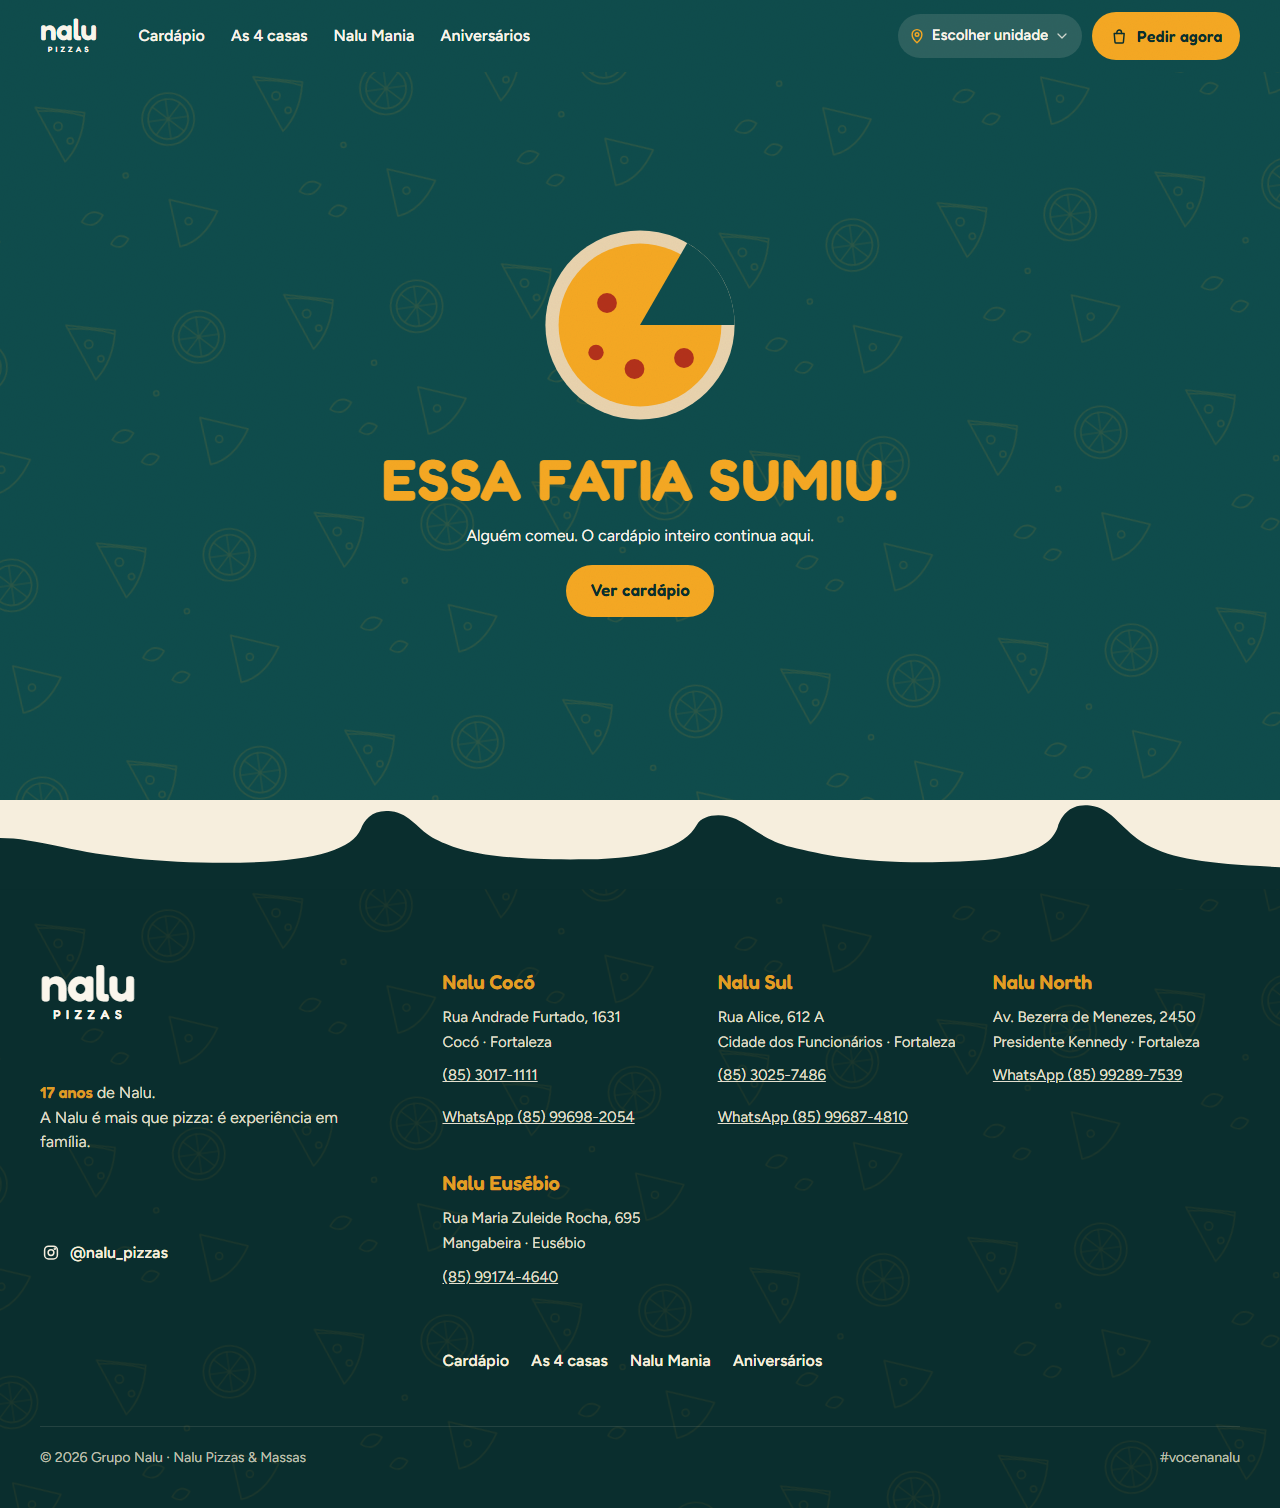 nalu
PIZZAS
Cardápio
As 4 casas
Nalu Mania
Aniversários
Escolher unidade
Pedir agora
ESSA FATIA SUMIU.
Alguém comeu. O cardápio inteiro continua aqui.
Ver cardápio
nalu
PIZZAS
17 anos de Nalu.
A Nalu é mais que pizza: é experiência em
família.
@nalu_pizzas
Nalu Cocó
Rua Andrade Furtado, 1631
Cocó · Fortaleza
(85) 3017-1111
WhatsApp (85) 99698-2054
Nalu Sul
Rua Alice, 612 A
Cidade dos Funcionários · Fortaleza
(85) 3025-7486
WhatsApp (85) 99687-4810
Nalu North
Av. Bezerra de Menezes, 2450
Presidente Kennedy · Fortaleza
WhatsApp (85) 99289-7539
Nalu Eusébio
Rua Maria Zuleide Rocha, 695
Mangabeira · Eusébio
(85) 99174-4640
Cardápio
As 4 casas
Nalu Mania
Aniversários
© 2026 Grupo Nalu · Nalu Pizzas & Massas
#vocenanalu